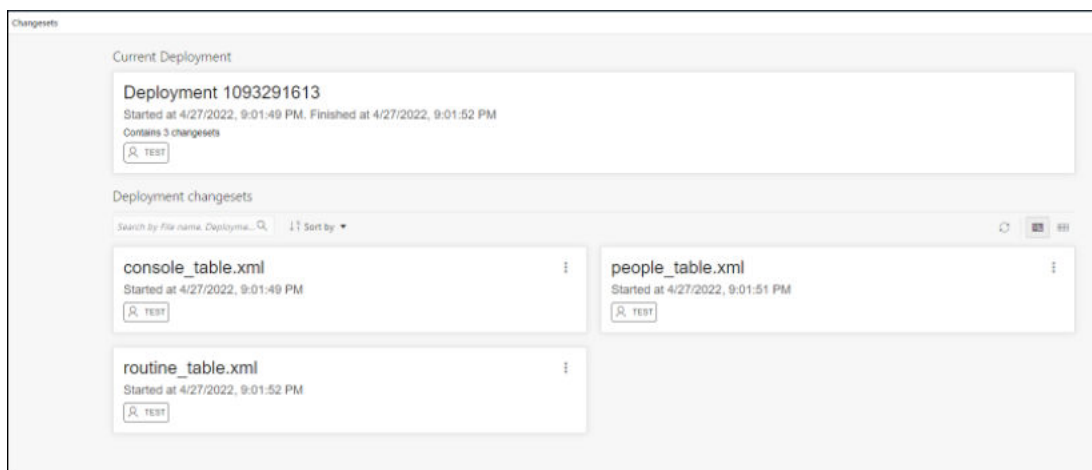 Changesets
Current Deployment
Deployment 1093291613
Started at 4/27/2022, 9:01:49 PM. Finished at 4/27/2022, 9:01:52 PM
Contains 3 changesets
TEST
Deployment changesets
Search by File name, Deployme... Sort by
console_table.xml
Started at 4/27/2022, 9:01:49 PM
TEST
people_table.xml
Started at 4/27/2022, 9:01:51 PM
TEST
routine_table.xml
Started at 4/27/2022, 9:01:52 PM
TEST